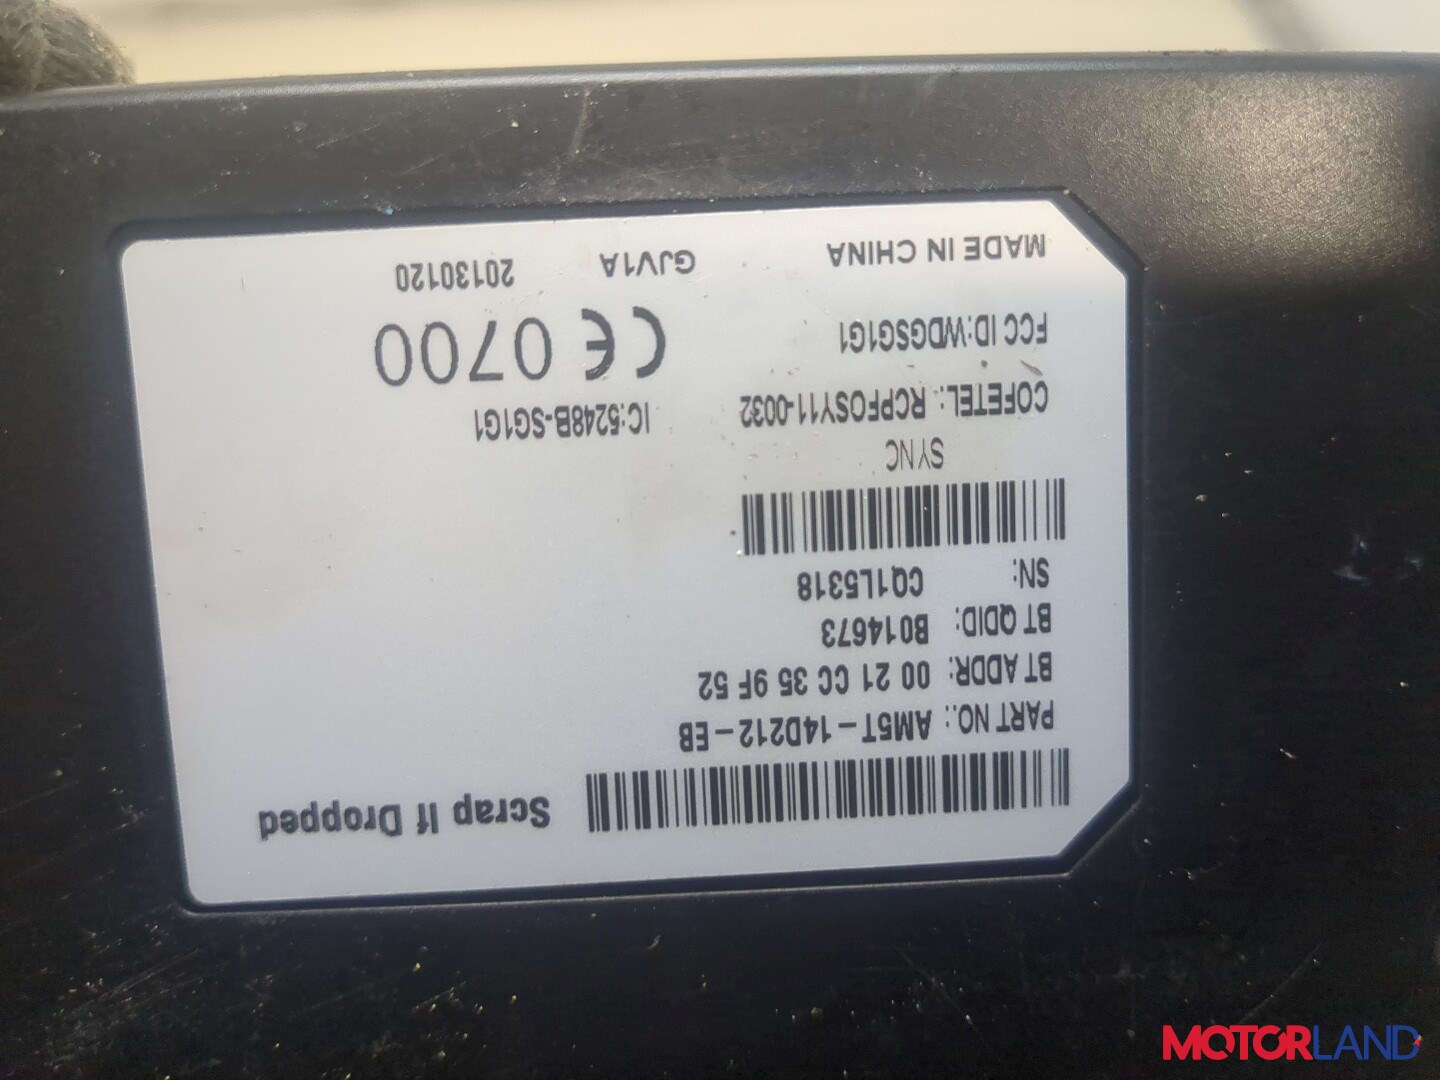 Scrap If Dropped
PART NO.: AM5T-14D212-EB
BT ADDR: 00 21 CC 35 9F 52
BT QDID: B014673
SN: CQ1L5318
SYNC
COFETEL: RCPFOSY11-0032 IC:5248B-SG1G1
FCC ID:WDGSG1G1 CE 0700
MADE IN CHINA GJV1A 20130120
MOTORLAND